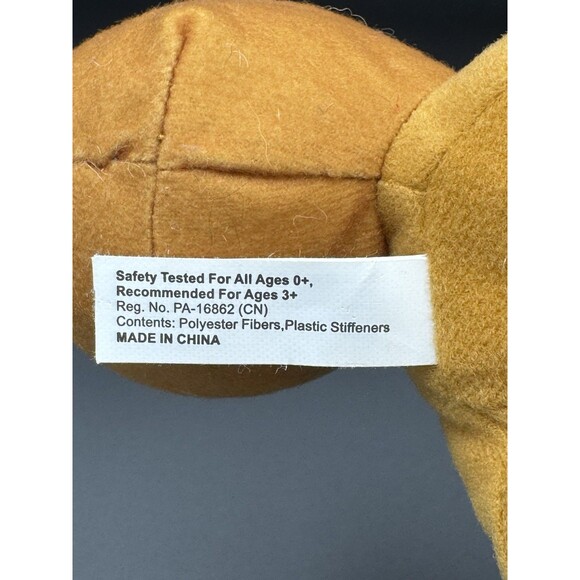 Safety Tested For All Ages 0+,
Recommended For Ages 3+
Reg. No. PA-16862 (CN)
Contents: Polyester Fibers,Plastic Stiffeners
MADE IN CHINA